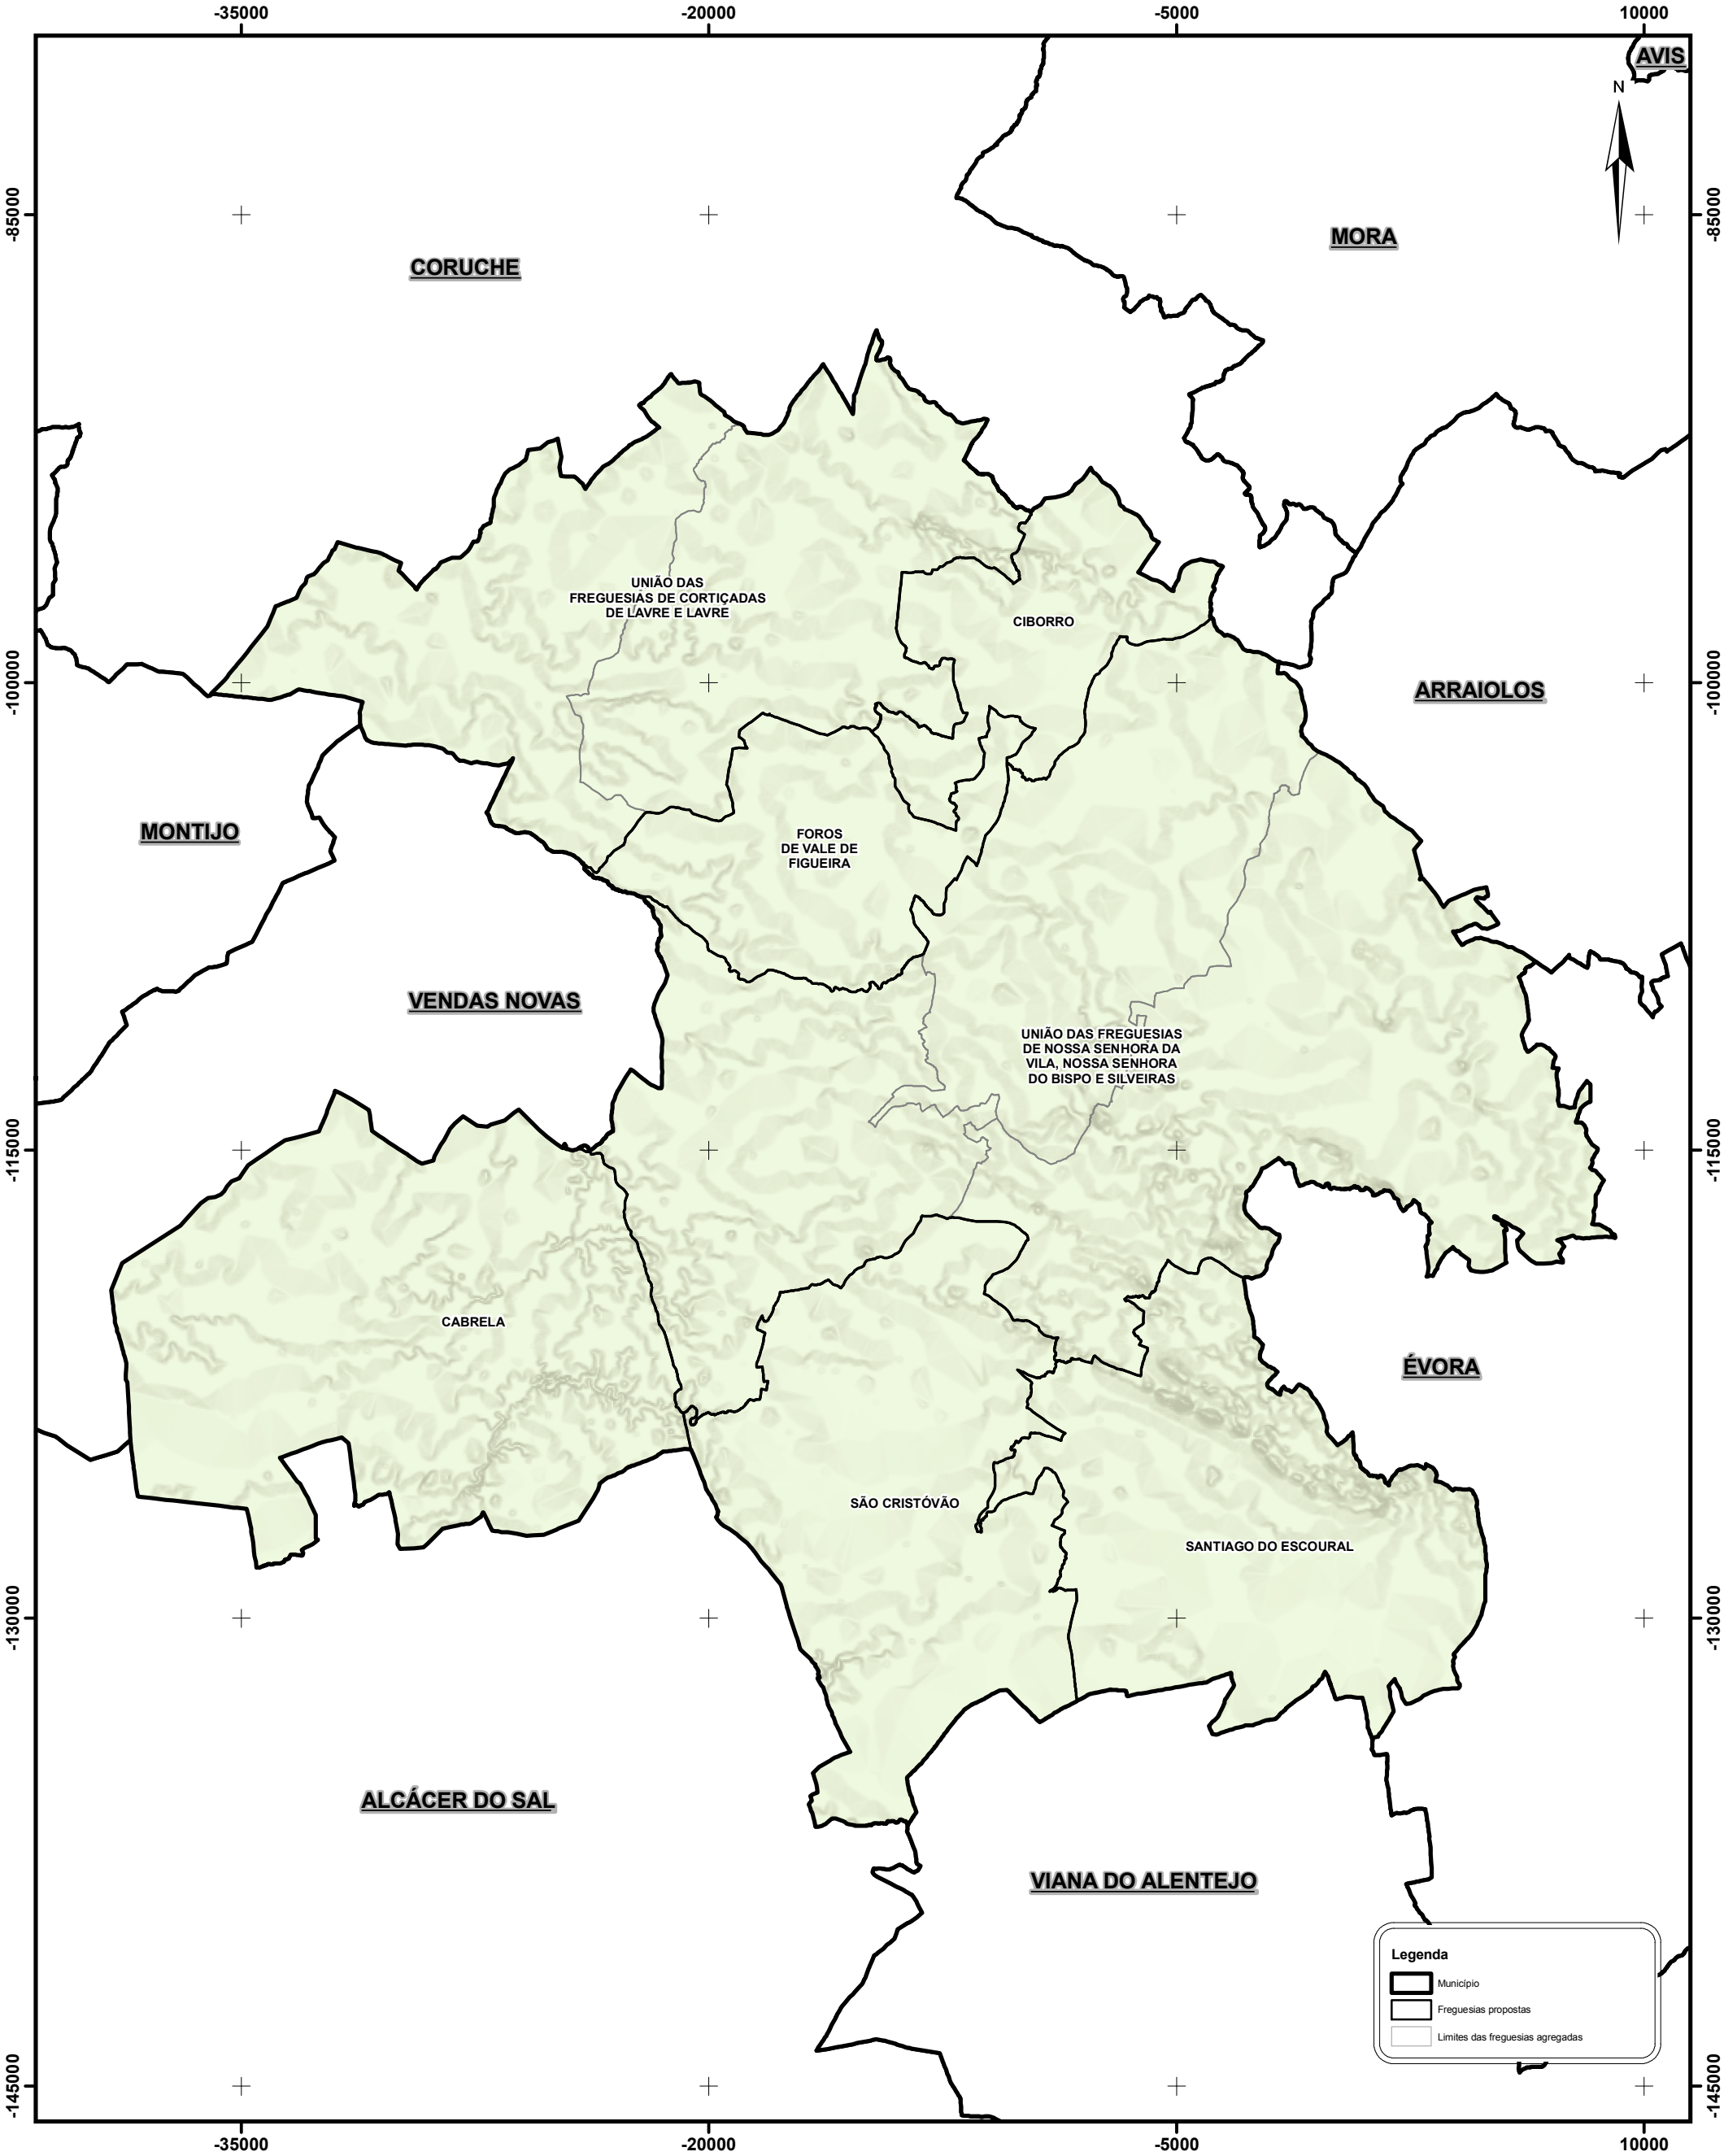 -35000
-20000
-5000
10000
AVIS
N
-85000
-85000
MORA
CORUCHE
UNIÃO DAS
FREGUESIAS DE CORTIÇADAS
DE LAVRE E LAVRE
CIBORRO
-100000
-100000
ARRAIOLOS
MONTIJO
FOROS
DE VALE DE
FIGUEIRA
VENDAS NOVAS
UNIÃO DAS FREGUESIAS
DE NOSSA SENHORA DA
VILA, NOSSA SENHORA
DO BISPO E SILVEIRAS
-115000
-115000
CABRELA
ÉVORA
SÃO CRISTÓVÃO
SANTIAGO DO ESCOURAL
-130000
-130000
ALCÁCER DO SAL
VIANA DO ALENTEJO
Legenda
Município
Freguesias propostas
Limites das freguesias agregadas
-145000
-145000
-35000
-20000
-5000
10000